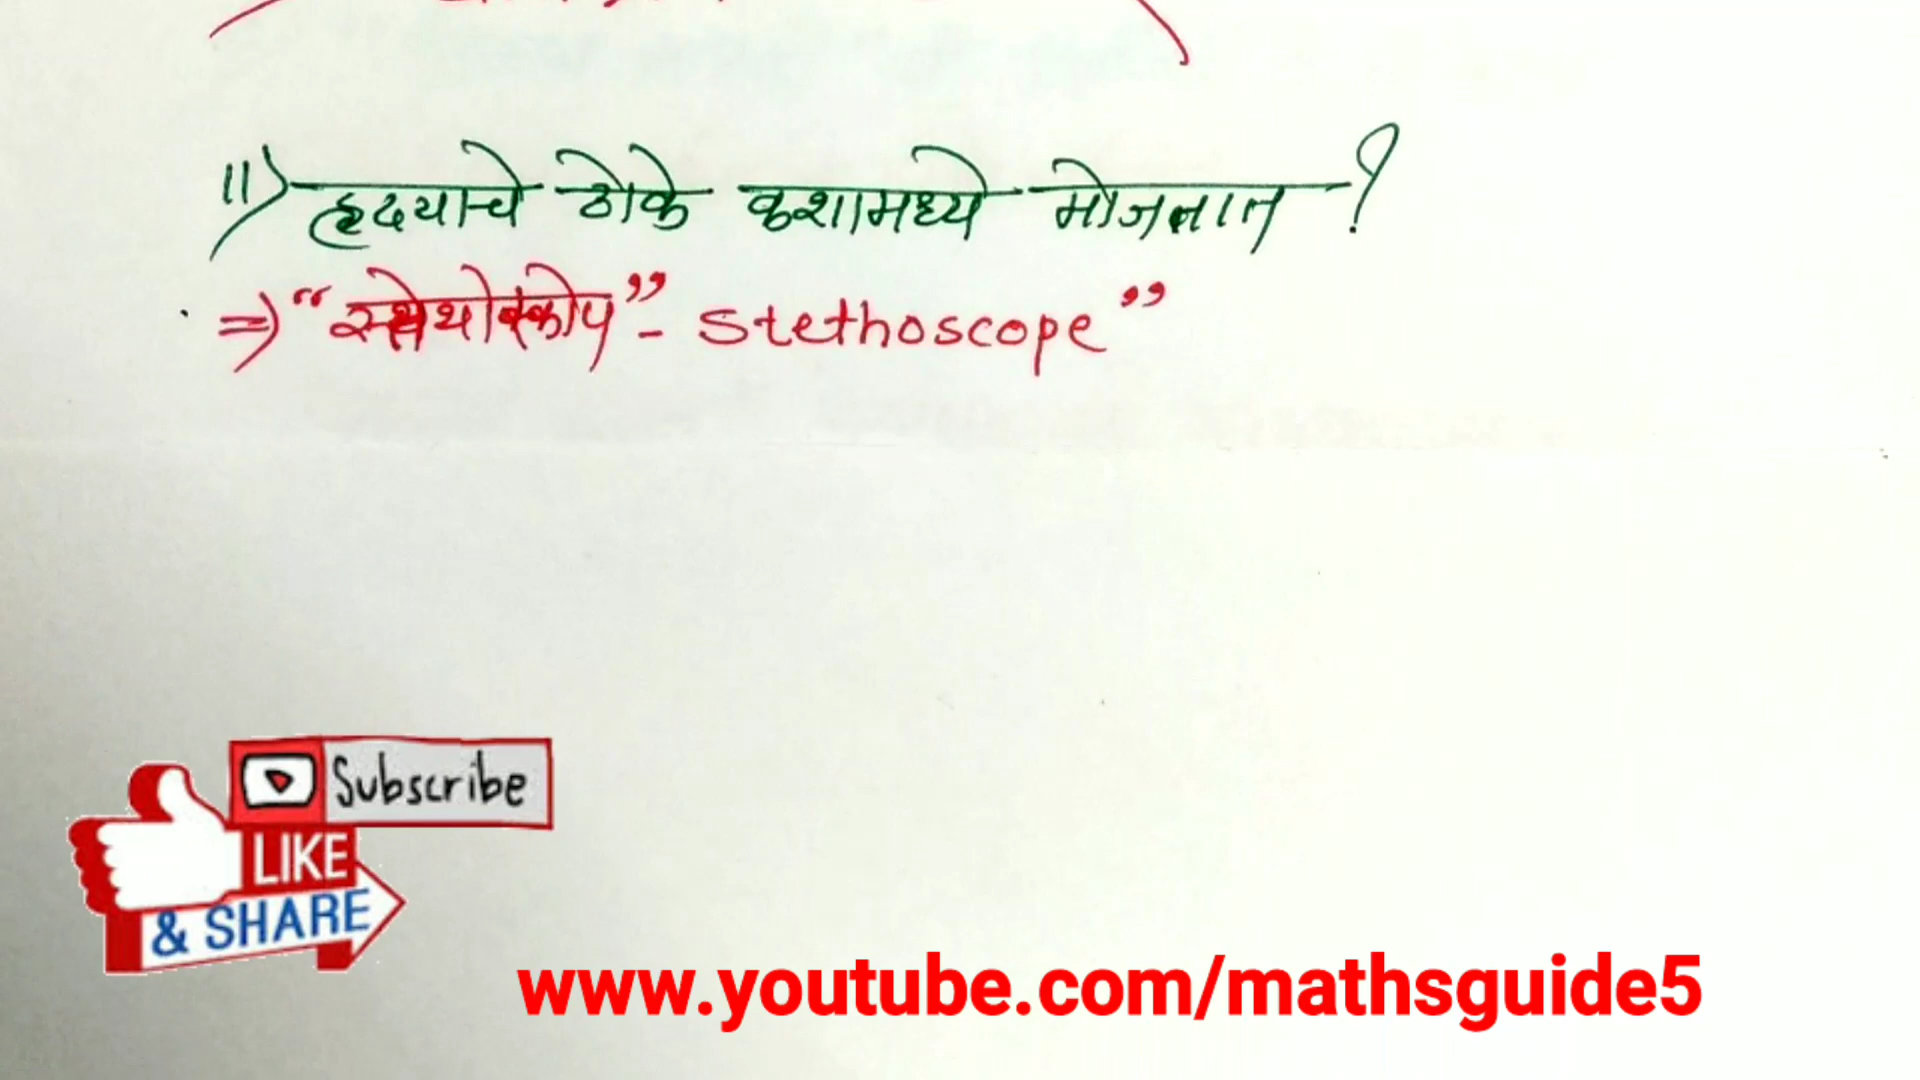 11) हृदयाचे ठोके कशामध्ये मोजतात ?
⇒ "स्थेथोस्कोप" - Stethoscope"
Subscribe
LIKE
& SHARE
www.youtube.com/mathsguide5